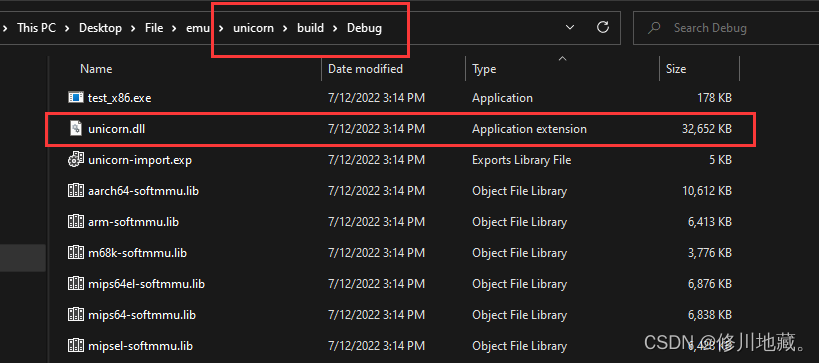 This PC > Desktop > File > emu > unicorn > build > Debug
Search Debug
Name Date modified Type Size
test_x86.exe 7/12/2022 3:14 PM Application 178 KB
unicorn.dll 7/12/2022 3:14 PM Application extension 32,652 KB
unicorn-import.exp 7/12/2022 3:14 PM Exports Library File 5 KB
aarch64-softmmu.lib 7/12/2022 3:14 PM Object File Library 10,612 KB
arm-softmmu.lib 7/12/2022 3:14 PM Object File Library 6,413 KB
m68k-softmmu.lib 7/12/2022 3:14 PM Object File Library 3,776 KB
mips64el-softmmu.lib 7/12/2022 3:14 PM Object File Library 6,876 KB
mips64-softmmu.lib 7/12/2022 3:14 PM Object File Library 6,838 KB
mipsel-softmmu.lib 7/12/2022 3:14 PM Object File Library
CSDN @修川地藏。